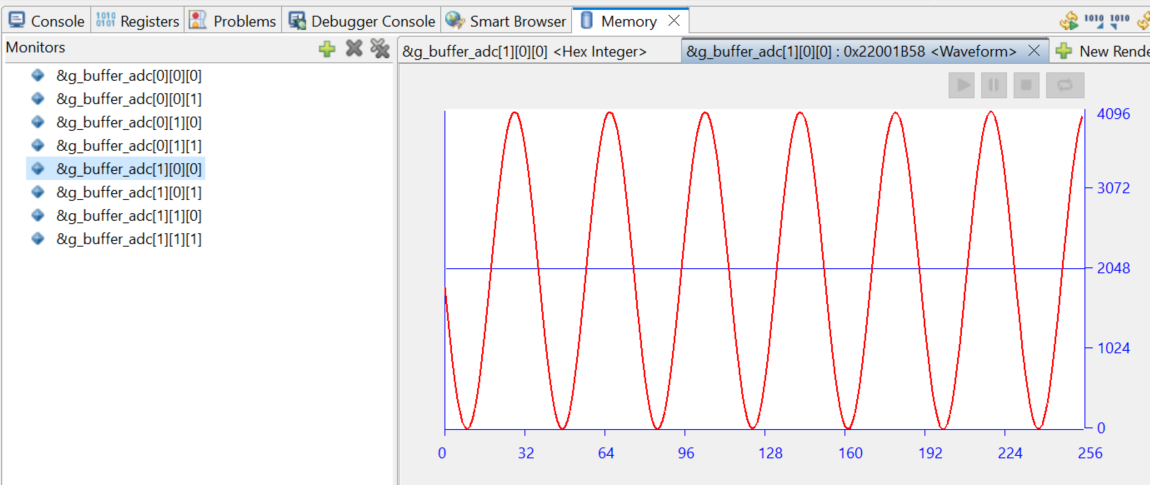 Console Registers Problems Debugger Console Smart Browser Memory
Monitors
&g_buffer_adc[1][0][0] <Hex Integer> &g_buffer_adc[1][0][0] : 0x22001B58 <Waveform> New Rende
&g_buffer_adc[0][0][0]
&g_buffer_adc[0][0][1]
&g_buffer_adc[0][1][0]
&g_buffer_adc[0][1][1]
&g_buffer_adc[1][0][0]
&g_buffer_adc[1][0][1]
&g_buffer_adc[1][1][0]
&g_buffer_adc[1][1][1]
4096
3072
2048
1024
0
0 32 64 96 128 160 192 224 256